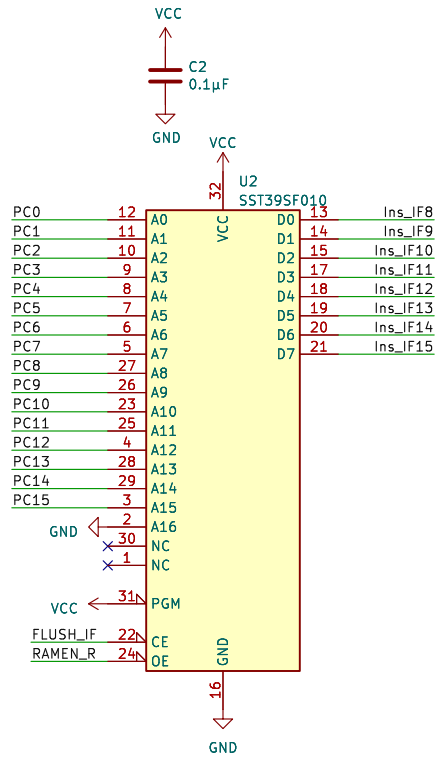 VCC
C2
0.1µF
GND
VCC
U2
SST39SF010
32
VCC
PC0 12 A0 D0 13 Ins_IF8
PC1 11 A1 D1 14 Ins_IF9
PC2 10 A2 D2 15 Ins_IF10
PC3 9 A3 D3 17 Ins_IF11
PC4 8 A4 D4 18 Ins_IF12
PC5 7 A5 D5 19 Ins_IF13
PC6 6 A6 D6 20 Ins_IF14
PC7 5 A7 D7 21 Ins_IF15
PC8 27 A8
PC9 26 A9
PC10 23 A10
PC11 25 A11
PC12 4 A12
PC13 28 A13
PC14 29 A14
PC15 3 A15
GND 2 A16
30 NC
1 NC
VCC 31 PGM
FLUSH_IF 22 CE
RAMEN_R 24 OE
GND
16
GND